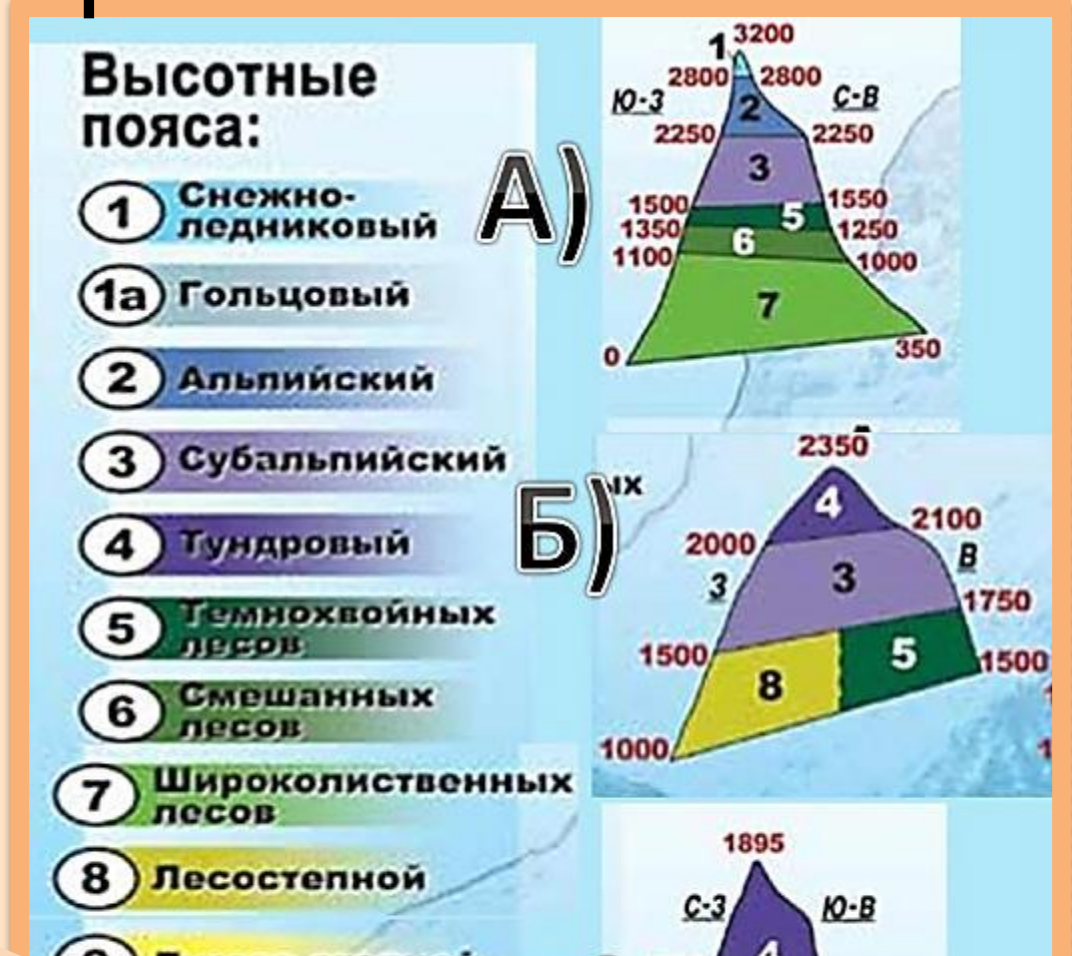 Высотные
пояса:
1 Снежно-
ледниковый
1а Гольцовый
2 Альпийский
3 Субальпийский
4 Тундровый
5 Темнохвойных
лесов
6 Смешанных
лесов
7 Широколиственных
лесов
8 Лесостепной
А)
3200
1
2800 2800
Ю-З С-В
2
2250 2250
3
1500 5 1550
1350 6 1250
1100 1000
7
0 350
Б)
ых
2350
4
2000 2100
З В
3
1750
1500 8 5 1500
1000
1895
С-З Ю-В
4